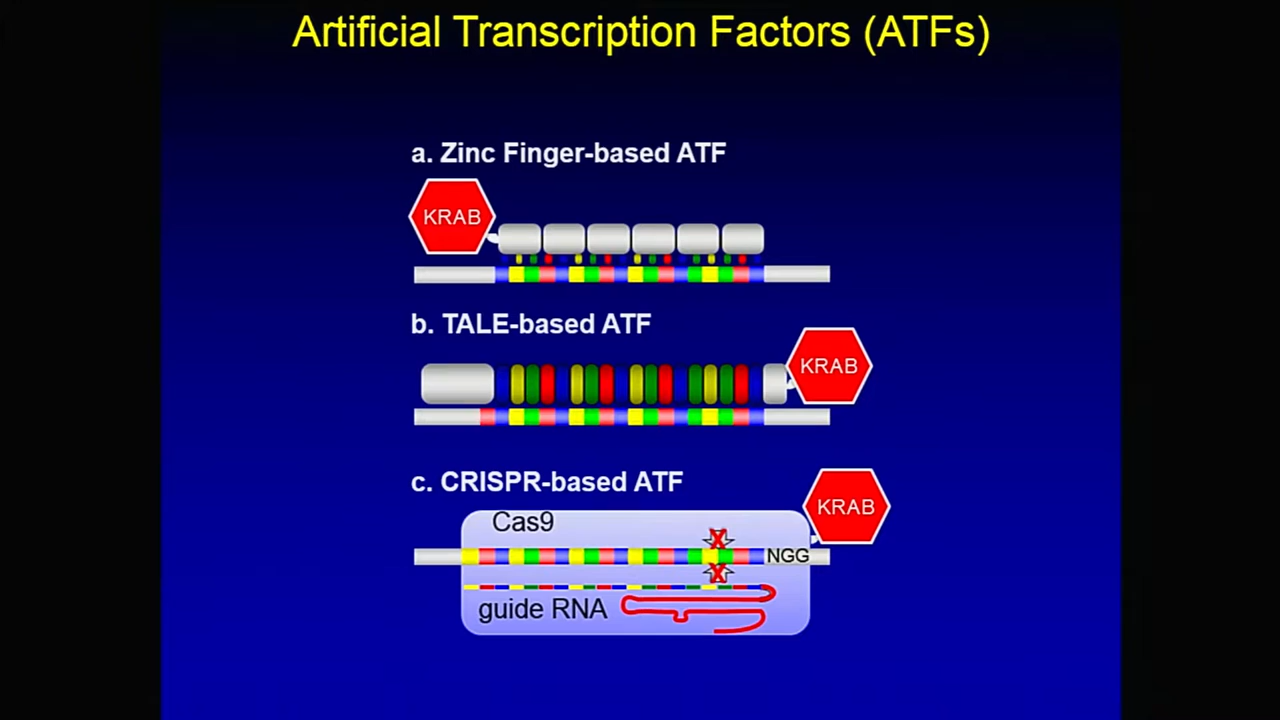 Artificial Transcription Factors (ATFs)
a. Zinc Finger-based ATF
KRAB
b. TALE-based ATF
KRAB
c. CRISPR-based ATF
KRAB
Cas9
X
NGG
X
guide RNA